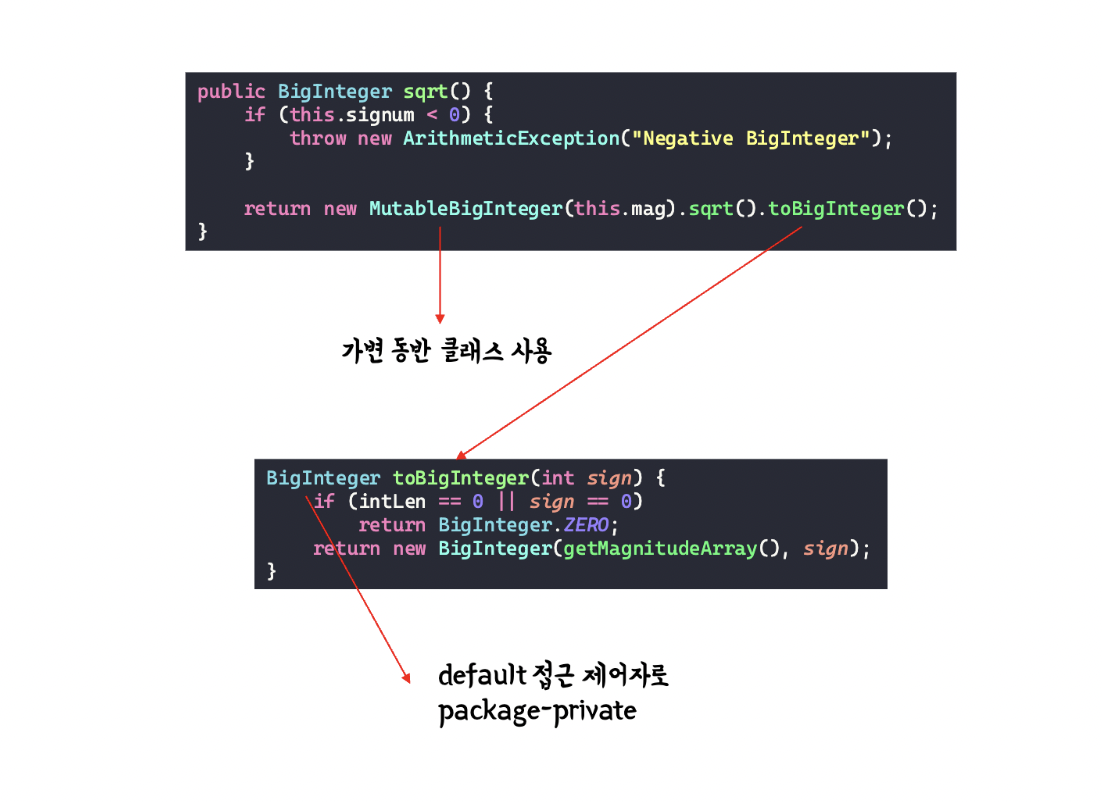 public BigInteger sqrt() {
    if (this.signum < 0) {
        throw new ArithmeticException("Negative BigInteger");
    }
    return new MutableBigInteger(this.mag).sqrt().toBigInteger();
}
가변 동반 클래스 사용
BigInteger toBigInteger(int sign) {
    if (intLen == 0 || sign == 0)
        return BigInteger.ZERO;
    return new BigInteger(getMagnitudeArray(), sign);
}
default 접근 제어자로
package-private